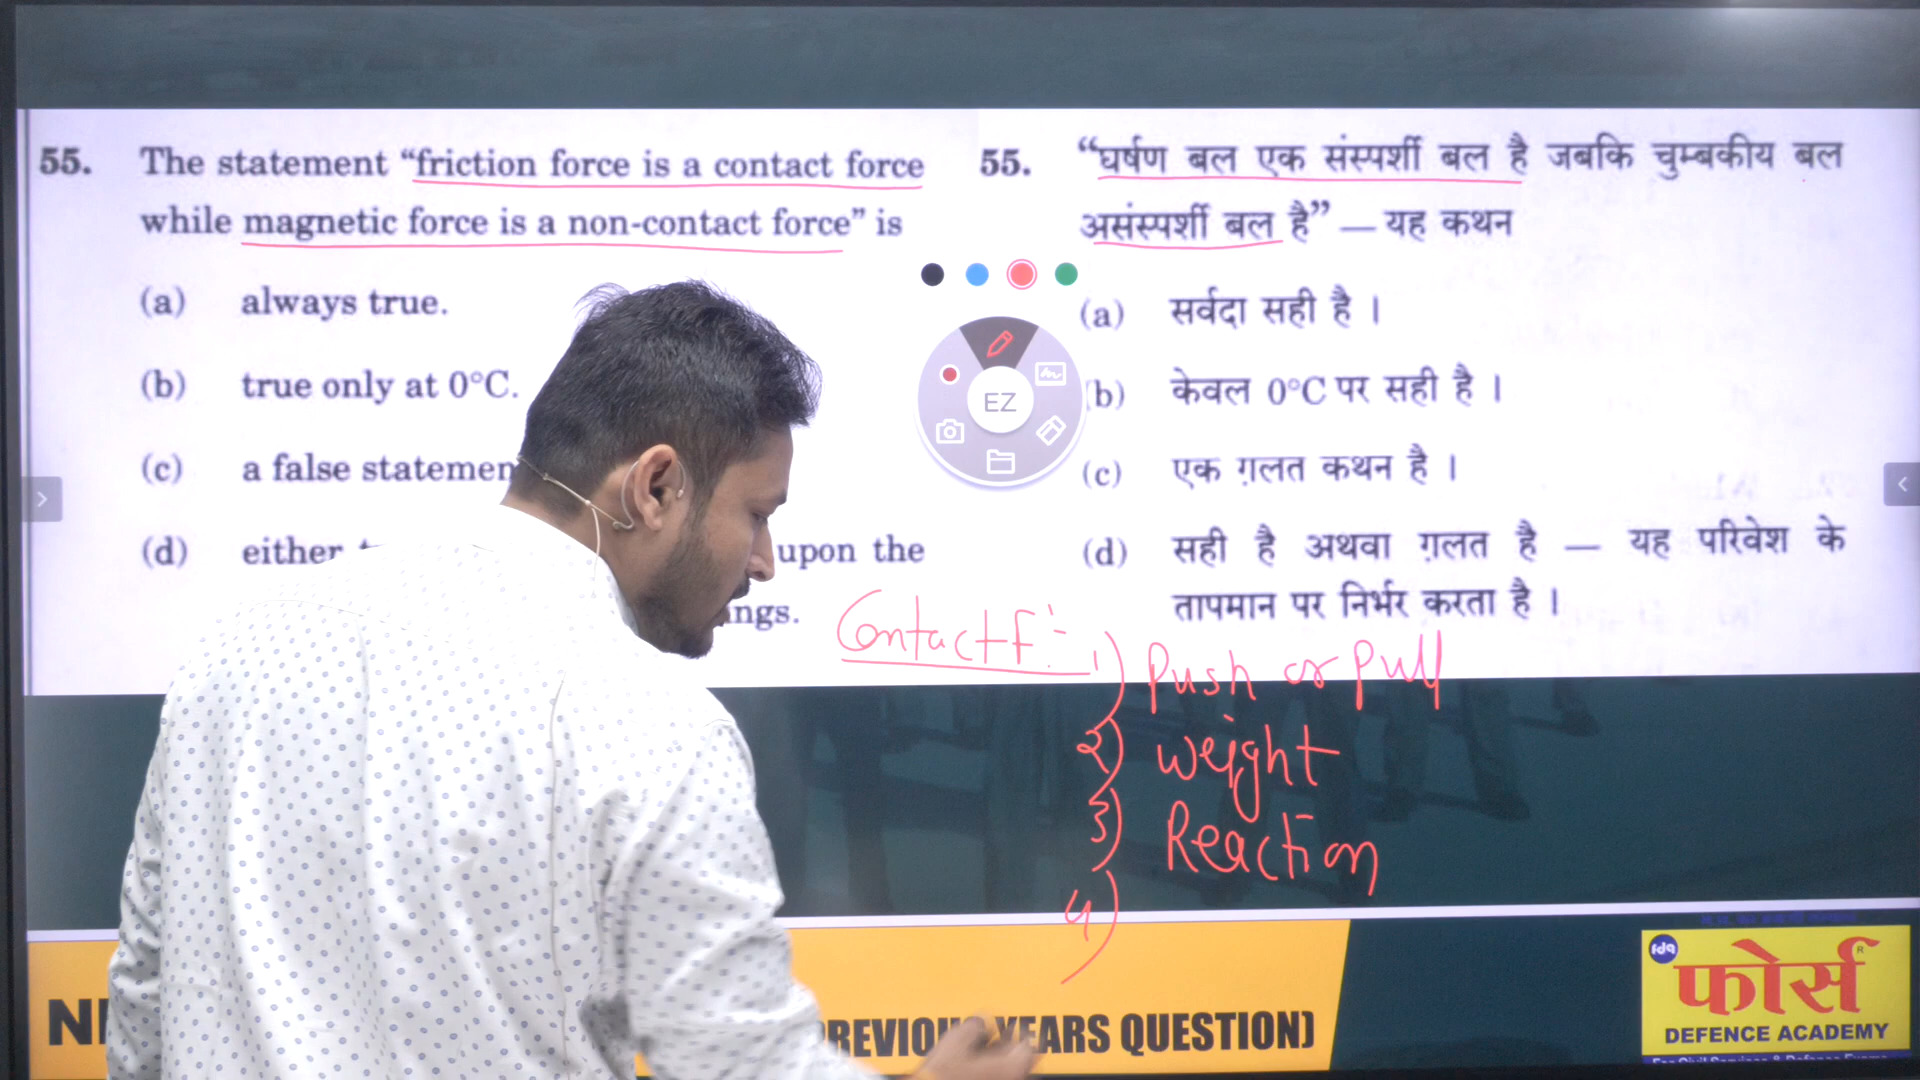 55. The statement “friction force is a contact force
while magnetic force is a non-contact force” is
(a) always true.
(b) true only at 0°C.
(c) a false
(d) either
upon the
55. “घर्षण बल एक संस्पर्शी बल है जबकि चुम्बकीय बल
असंस्पर्शी बल है” — यह कथन
(a) सर्वदा सही है ।
(b) केवल 0°C पर सही है ।
(c) एक ग़लत कथन है ।
(d) सही है अथवा ग़लत है — यह परिवेश के
तापमान पर निर्भर करता है ।
EZ
Contact F :-
1) Push or Pull
2) Weight
3) Reaction
4)
YEARS QUESTION)
fdq
फोर्स
R
DEFENCE ACADEMY